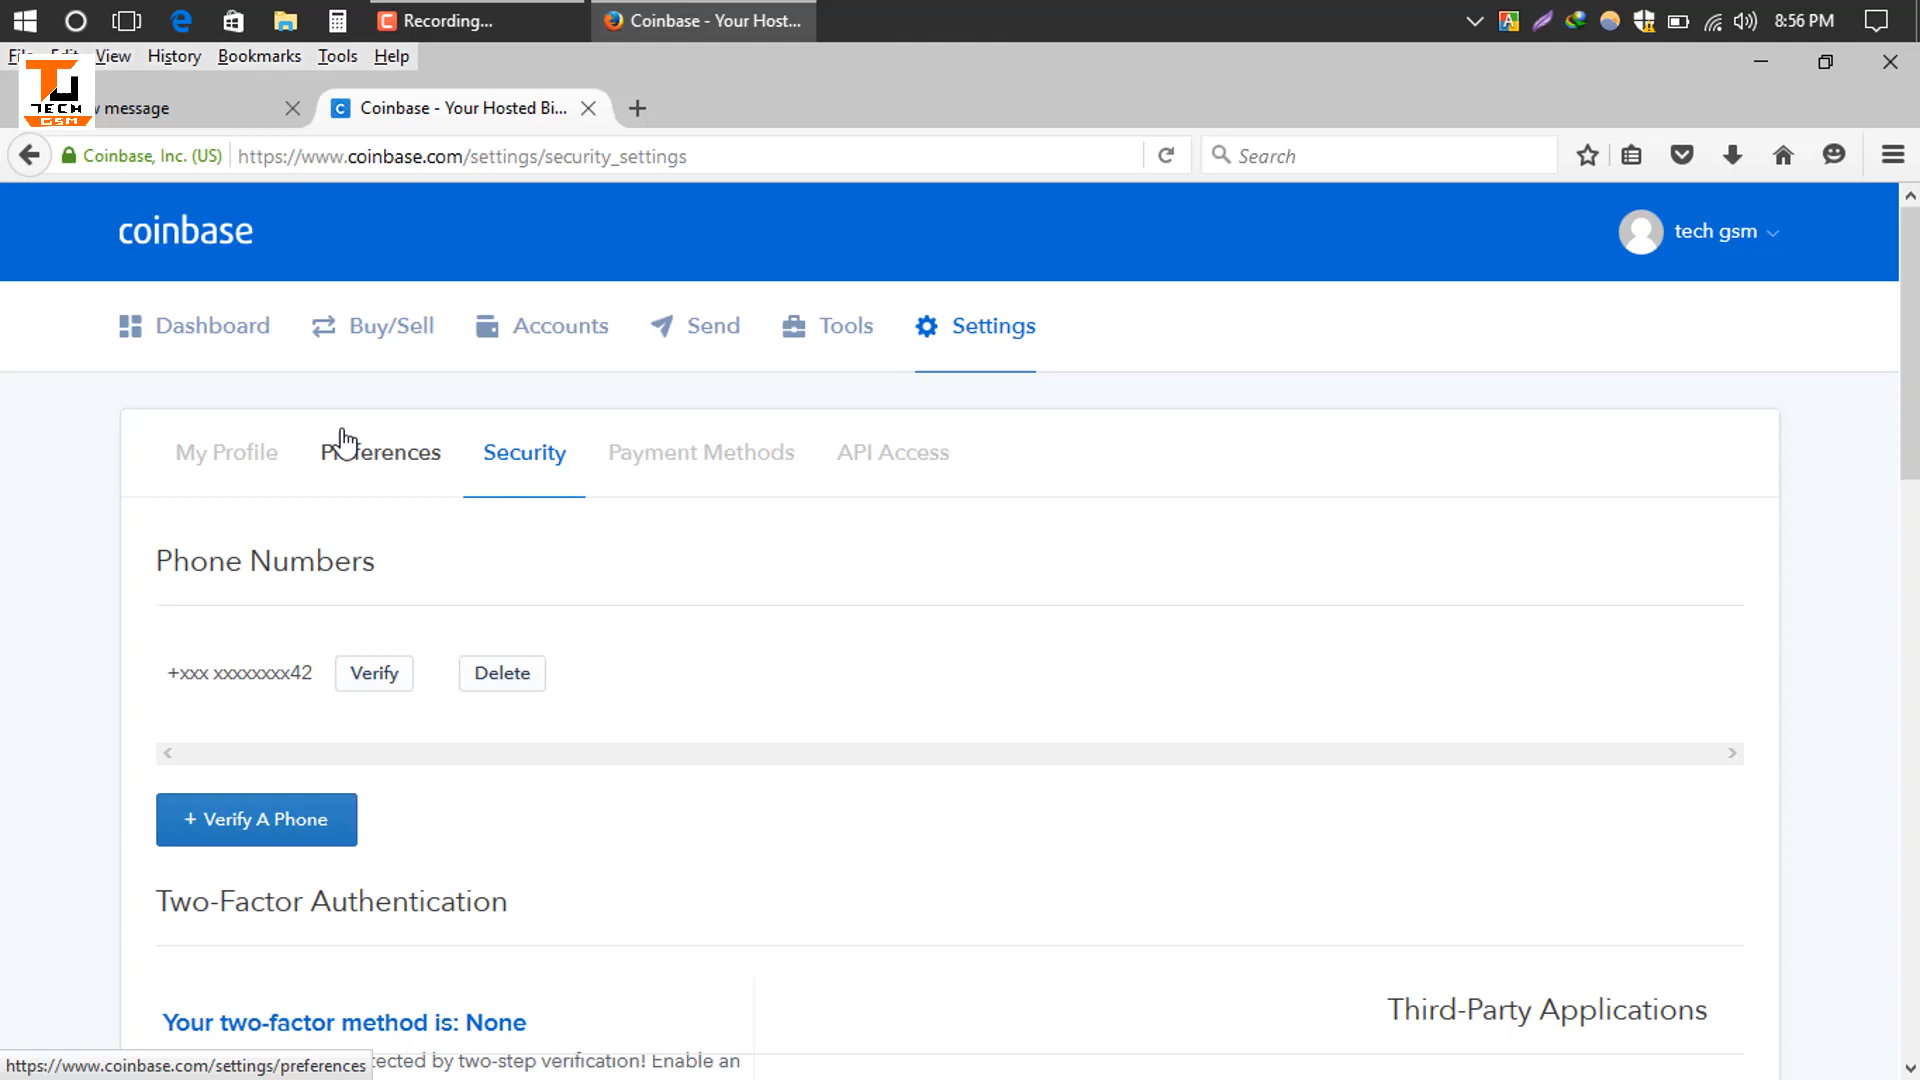 Recording...
Coinbase - Your Host...
8:56 PM
View History Bookmarks Tools Help
TECH
GSM
message
Coinbase - Your Hosted Bi...
Coinbase, Inc. (US)
https://www.coinbase.com/settings/security_settings
Search
coinbase
tech gsm
Dashboard
Buy/Sell
Accounts
Send
Tools
Settings
My Profile
Preferences
Security
Payment Methods
API Access
Phone Numbers
+xxx xxxxxxxx42
Verify
Delete
+ Verify A Phone
Two-Factor Authentication
Your two-factor method is: None
Third-Party Applications
by two-step verification! Enable an
https://www.coinbase.com/settings/preferences